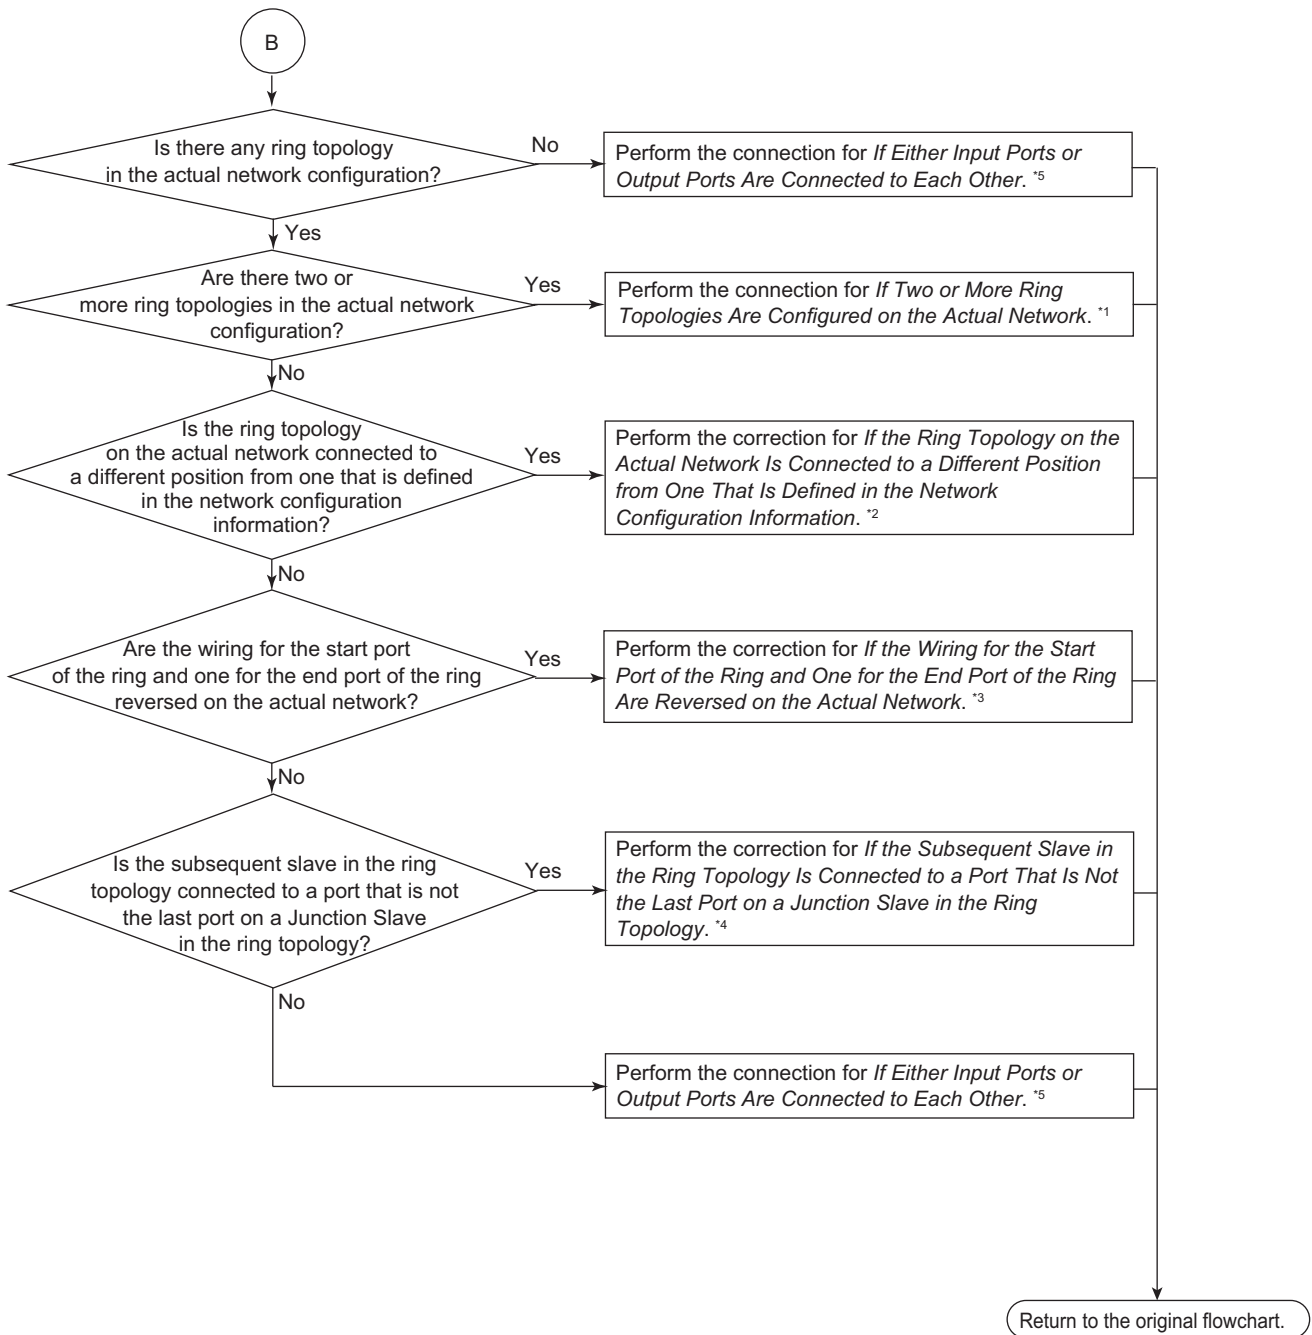 B
Is there any ring topology
in the actual network configuration?
No
Perform the connection for If Either Input Ports or
Output Ports Are Connected to Each Other. *5
Yes
Are there two or
more ring topologies in the actual network
configuration?
Yes
Perform the connection for If Two or More Ring
Topologies Are Configured on the Actual Network. *1
No
Is the ring topology
on the actual network connected to
a different position from one that is defined
in the network configuration
information?
Yes
Perform the correction for If the Ring Topology on the
Actual Network Is Connected to a Different Position
from One That Is Defined in the Network
Configuration Information. *2
No
Are the wiring for the start port
of the ring and one for the end port of the ring
reversed on the actual network?
Yes
Perform the correction for If the Wiring for the Start
Port of the Ring and One for the End Port of the Ring
Are Reversed on the Actual Network. *3
No
Is the subsequent slave in the ring
topology connected to a port that is not
the last port on a Junction Slave
in the ring topology?
Yes
Perform the correction for If the Subsequent Slave in
the Ring Topology Is Connected to a Port That Is Not
the Last Port on a Junction Slave in the Ring
Topology. *4
No
Perform the connection for If Either Input Ports or
Output Ports Are Connected to Each Other. *5
Return to the original flowchart.